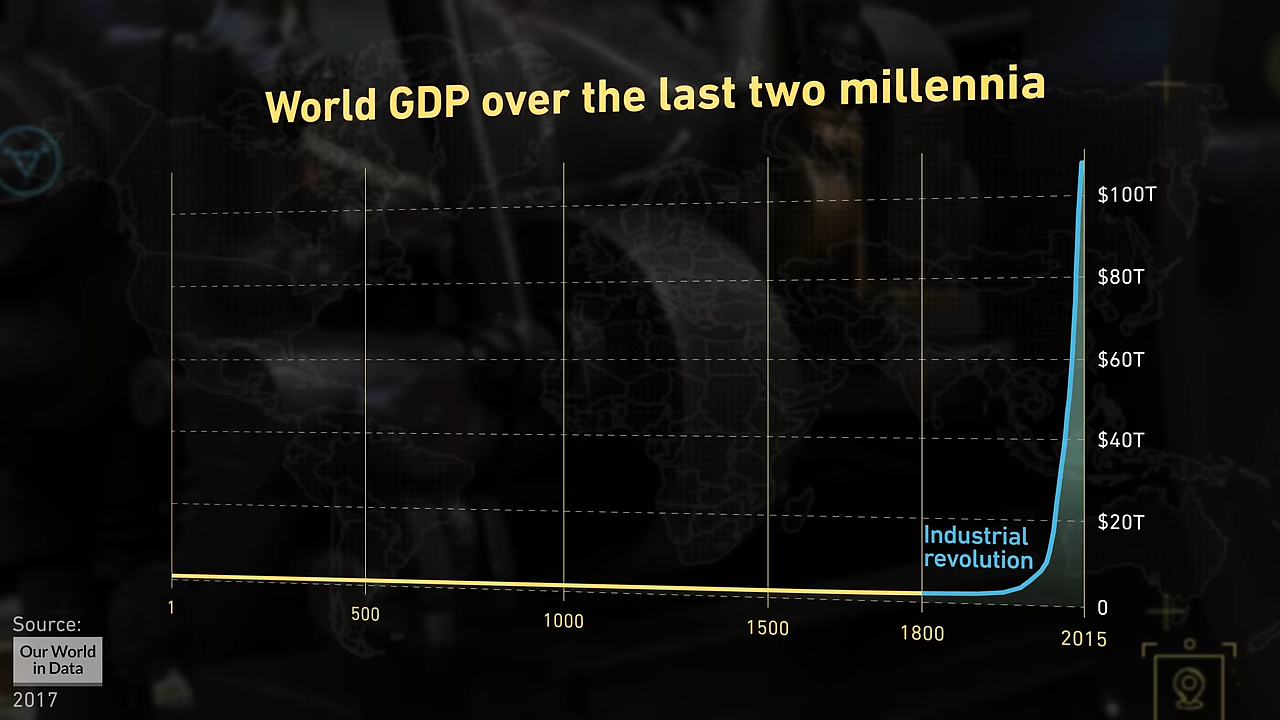 World GDP over the last two millennia
$100T
$80T
$60T
$40T
$20T
0
Industrial
revolution
1
500
1000
1500
1800
2015
Source:
Our World
in Data
2017